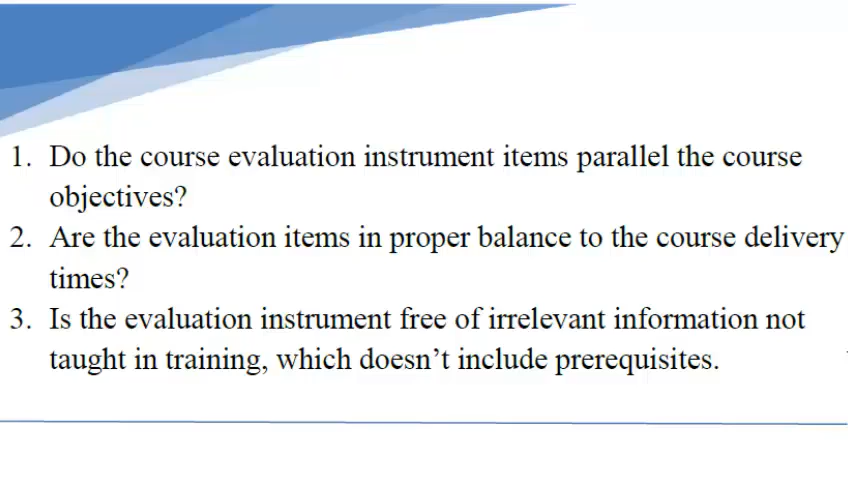 1. Do the course evaluation instrument items parallel the course
objectives?
2. Are the evaluation items in proper balance to the course delivery
times?
3. Is the evaluation instrument free of irrelevant information not
taught in training, which doesn’t include prerequisites.